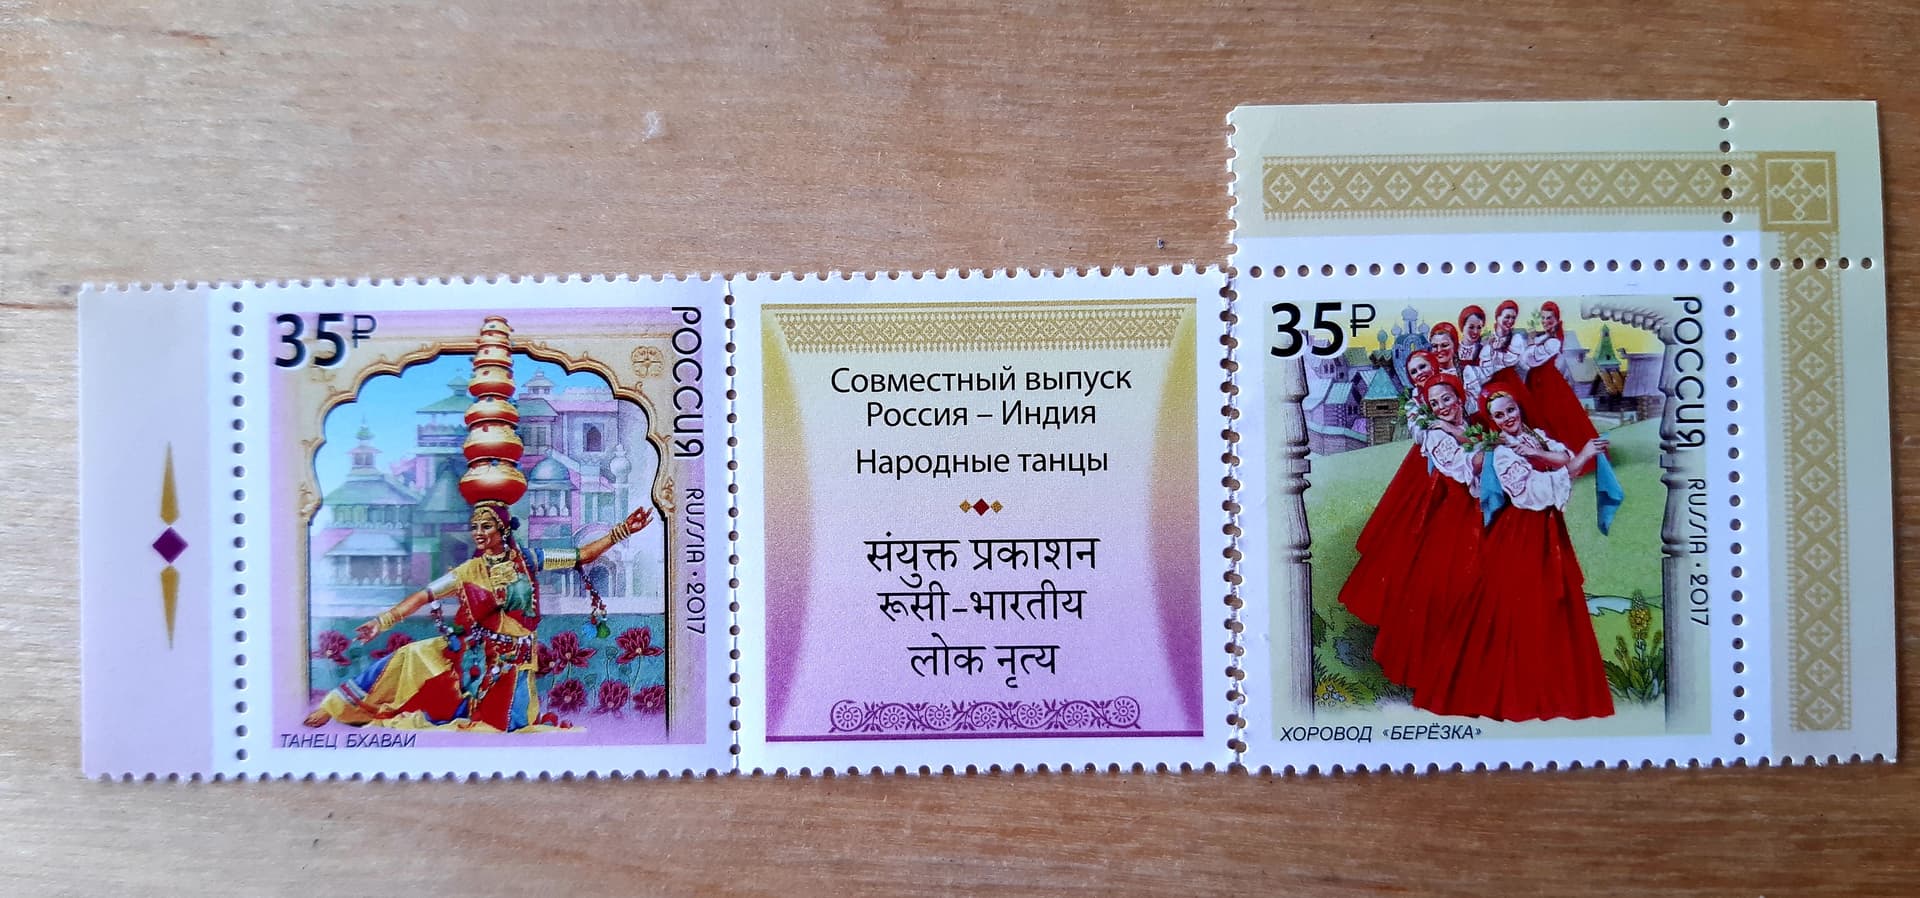 35₽
РОССИЯ
RUSSIA • 2017
ТАНЕЦ БХАВАИ
Совместный выпуск
Россия – Индия
Народные танцы
संयुक्त प्रकाशन
रूसी-भारतीय
लोक नृत्य
35₽
РОССИЯ
RUSSIA • 2017
ХОРОВОД «БЕРЁЗКА»